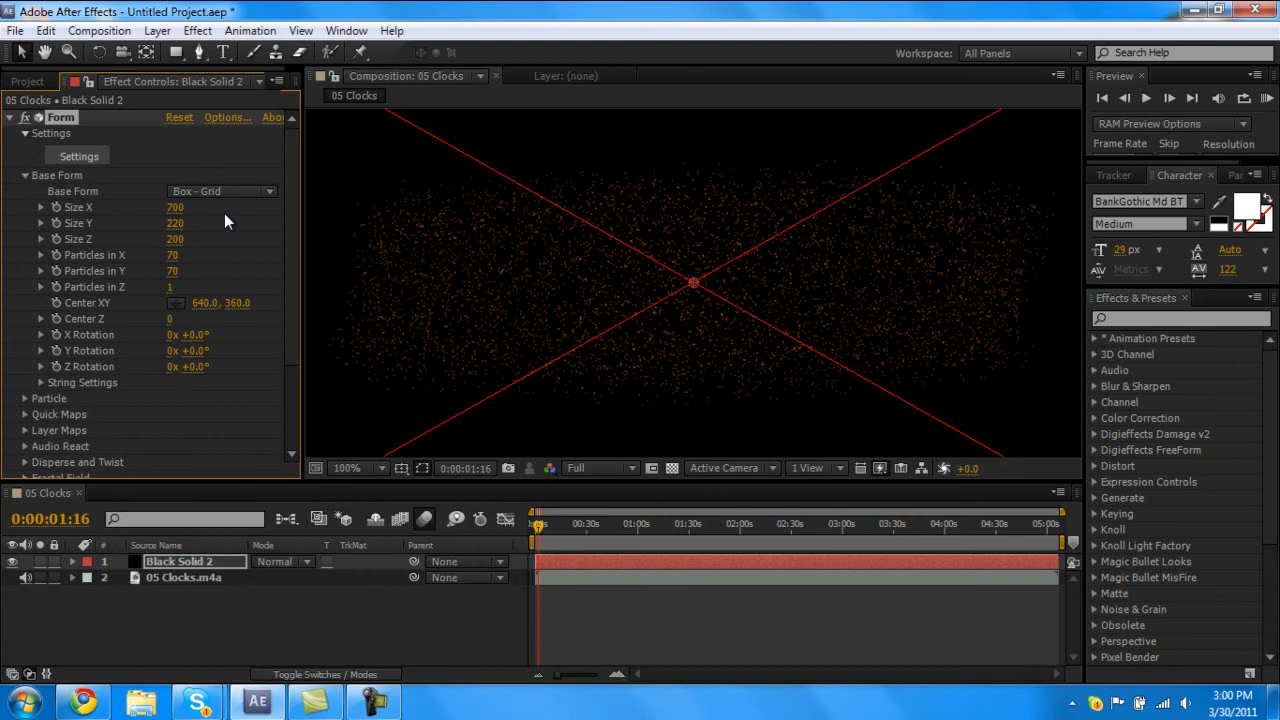 Adobe After Effects - Untitled Project.aep *
File Edit Composition Layer Effect Animation View Window Help
Workspace: All Panels Search Help
Project Effect Controls: Black Solid 2
Composition: 05 Clocks Layer: (none)
Preview
05 Clocks • Black Solid 2
05 Clocks
fx Form Reset Options... Abou
Settings
Settings
Base Form
Base Form Box - Grid
Size X 700
Size Y 220
Size Z 200
Particles in X 70
Particles in Y 70
Particles in Z 1
Center XY 640.0, 360.0
Center Z 0
X Rotation 0x +0.0°
Y Rotation 0x +0.0°
Z Rotation 0x +0.0°
String Settings
Particle
Quick Maps
Layer Maps
Audio React
Disperse and Twist
Fractal Field
RAM Preview Options
Frame Rate Skip Resolution
Tracker Character Par
BankGothic Md BT
Medium
29 px Auto
Metrics 122
Effects & Presets
* Animation Presets
3D Channel
Audio
Blur & Sharpen
Channel
Color Correction
Digieffects Damage v2
Digieffects FreeForm
Distort
Expression Controls
Generate
Keying
Knoll
Knoll Light Factory
Magic Bullet Looks
Magic Bullet MisFire
Matte
Noise & Grain
Obsolete
Perspective
Pixel Bender
100% 0:00:01:16 Full Active Camera 1 View +0.0
05 Clocks
0:00:01:16
00:30s 01:00s 01:30s 02:00s 02:30s 03:00s 03:30s 04:00s 04:30s 05:00s
# Source Name Mode T TrkMat Parent
1 Black Solid 2 Normal None
2 05 Clocks.m4a None
Toggle Switches / Modes
Ae
3:00 PM
3/30/2011